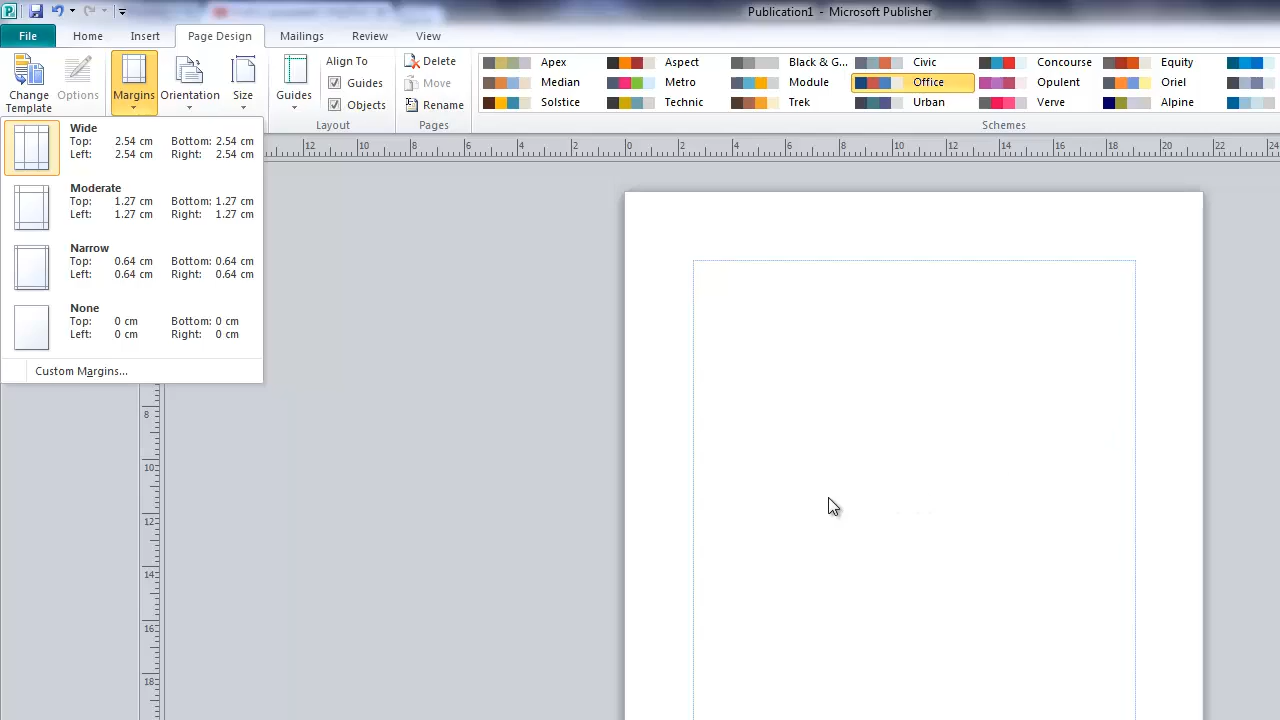 Publication1 - Microsoft Publisher
File Home Insert Page Design Mailings Review View
Change Template
Options
Margins
Orientation
Size
Guides
Align To
Guides
Objects
Layout
Delete
Move
Rename
Pages
Apex Aspect Black & G... Civic Concourse Equity
Median Metro Module Office Opulent Oriel
Solstice Technic Trek Urban Verve Alpine
Schemes
Wide
Top: 2.54 cm Bottom: 2.54 cm
Left: 2.54 cm Right: 2.54 cm
Moderate
Top: 1.27 cm Bottom: 1.27 cm
Left: 1.27 cm Right: 1.27 cm
Narrow
Top: 0.64 cm Bottom: 0.64 cm
Left: 0.64 cm Right: 0.64 cm
None
Top: 0 cm Bottom: 0 cm
Left: 0 cm Right: 0 cm
Custom Margins...
12 10 8 6 4 2 0 2 4 6 8 10 12 14 16 18 20 22 24
8
10
12
14
16
18